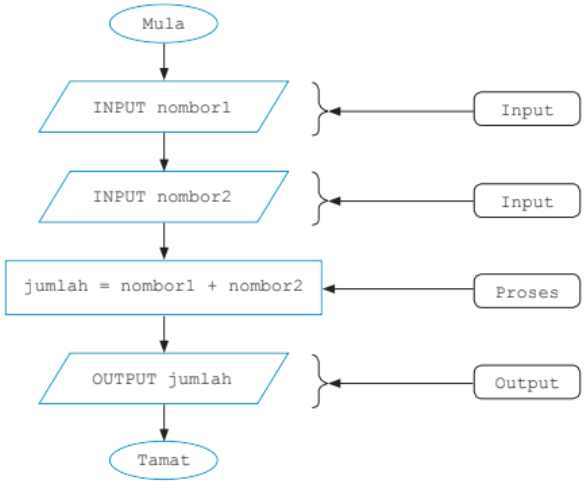 Mula
INPUT nombor1
Input
INPUT nombor2
Input
jumlah = nombor1 + nombor2
Proses
OUTPUT jumlah
Output
Tamat